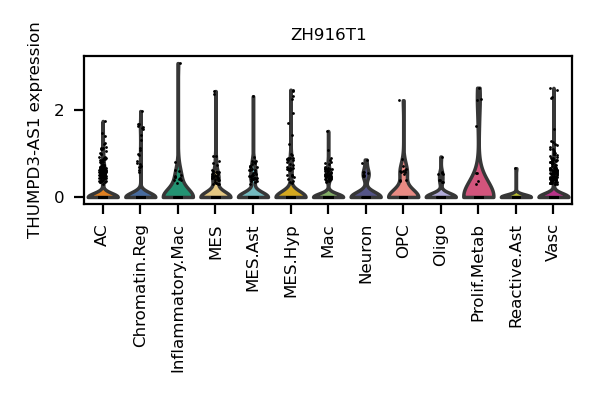 ZH916T1
THUMPD3-AS1 expression
2
0
AC
Chromatin.Reg
Inflammatory.Mac
MES
MES.Ast
MES.Hyp
Mac
Neuron
OPC
Oligo
Prolif.Metab
Reactive.Ast
Vasc